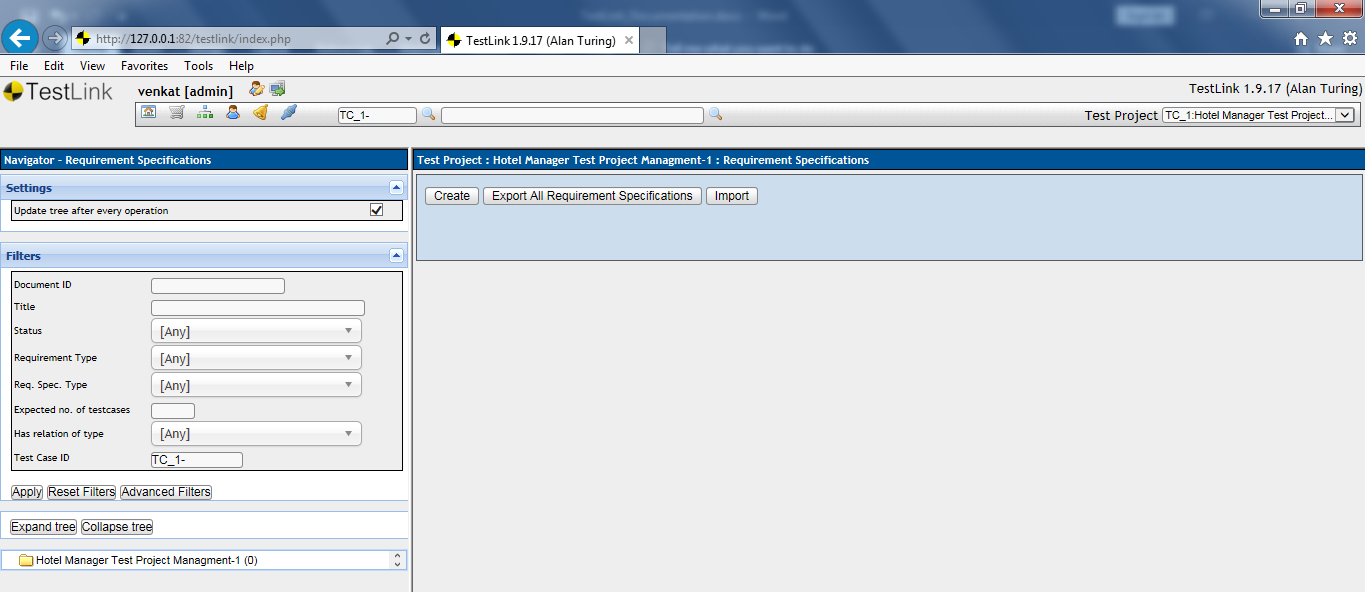 http://127.0.0.1:82/testlink/index.php
TestLink 1.9.17 (Alan Turing)
File Edit View Favorites Tools Help
TestLink
venkat [admin]
TestLink 1.9.17 (Alan Turing)
TC_1-
Test Project TC_1:Hotel Manager Test Project...
Navigator - Requirement Specifications
Test Project : Hotel Manager Test Project Managment-1 : Requirement Specifications
Settings
Update tree after every operation
Create Export All Requirement Specifications Import
Filters
Document ID
Title
Status [Any]
Requirement Type [Any]
Req. Spec. Type [Any]
Expected no. of testcases
Has relation of type [Any]
Test Case ID TC_1-
Apply Reset Filters Advanced Filters
Expand tree Collapse tree
Hotel Manager Test Project Managment-1 (0)